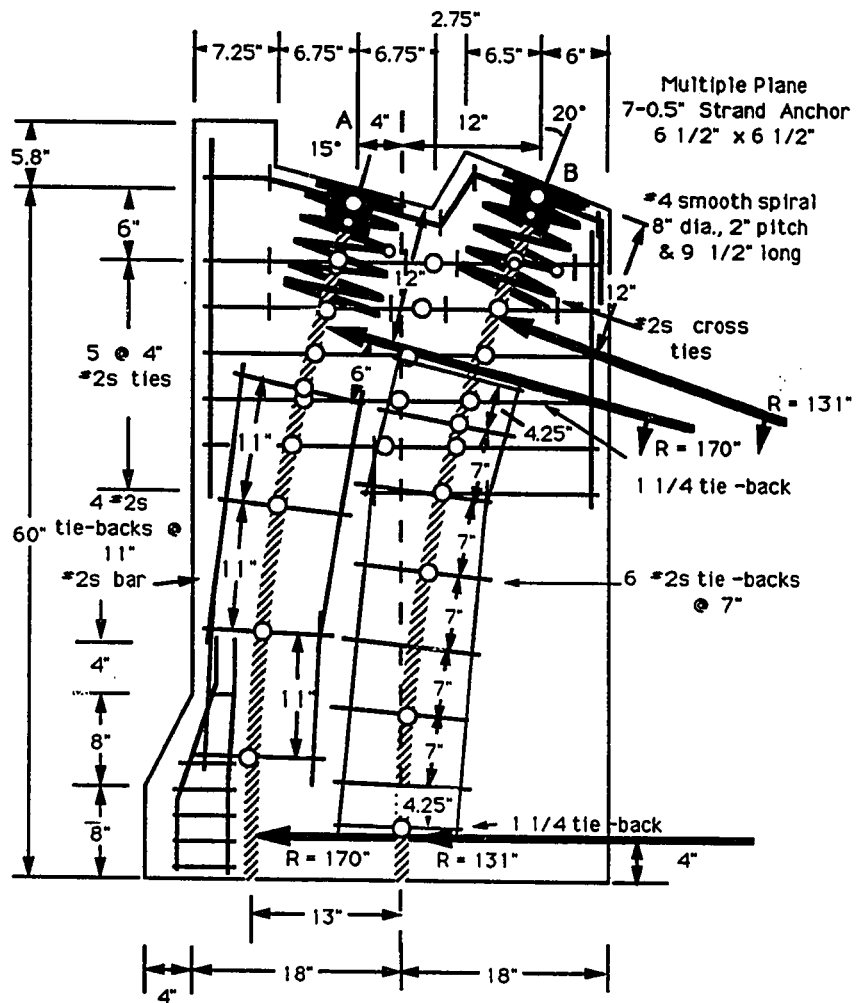 2.75"
7.25" 6.75" 6.75" 6.5" 6"
Multiple Plane
7-0.5" Strand Anchor
6 1/2" x 6 1/2"
A 4" 12" 20°
5.8" 15° B
#4 smooth spiral
8" dia., 2" pitch
& 9 1/2" long
6"
12" 12"
#2s cross
ties
5 @ 4"
#2s ties
6"
R = 131"
11" 4.25" R = 170"
7" 1 1/4 tie -back
4 #2s
tie-backs @
11"
#2s bar
60"
7"
11" 6 #2s tie -backs
@ 7"
7"
4"
7"
11"
8" 7"
4.25"
1 1/4 tie -back
8"
R = 170" R = 131" 4"
13"
18" 18"
4"